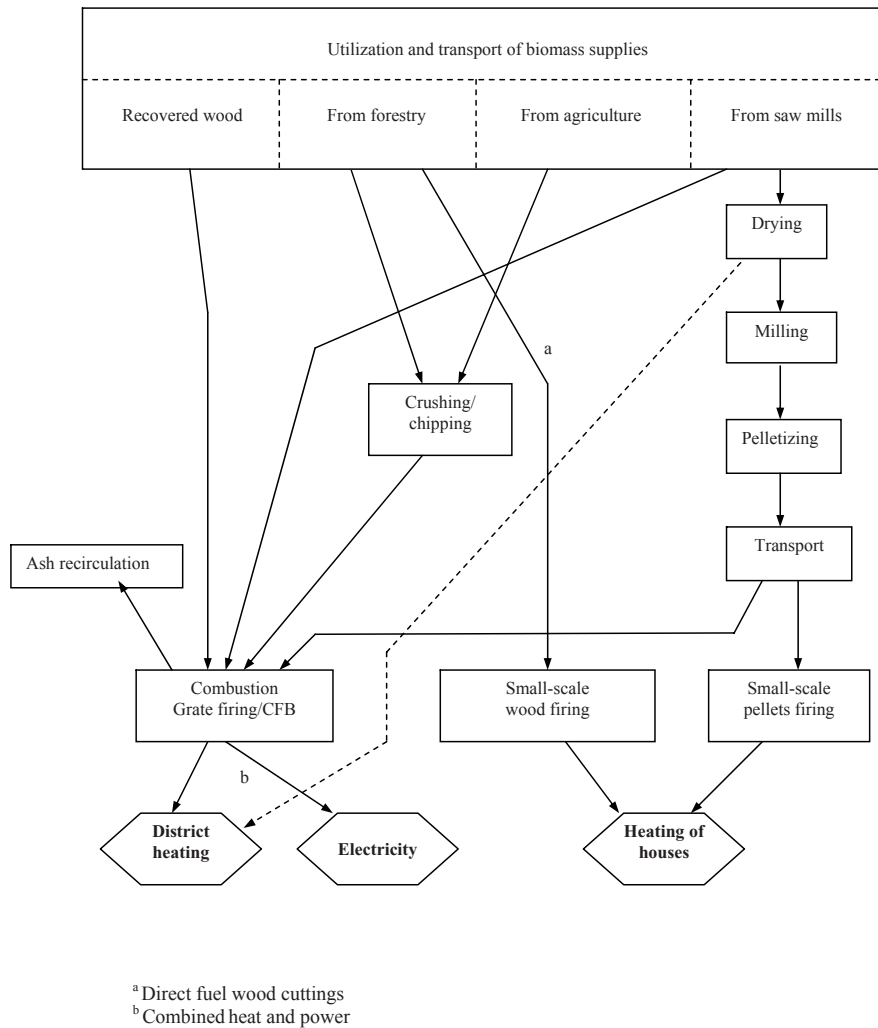 Utilization and transport of biomass supplies
Recovered wood
From forestry
From agriculture
From saw mills
Drying
a
Milling
Crushing/
chipping
Pelletizing
Transport
Ash recirculation
Combustion
Grate firing/CFB
Small-scale
wood firing
Small-scale
pellets firing
b
District
heating
Electricity
Heating of
houses
a Direct fuel wood cuttings
b Combined heat and power